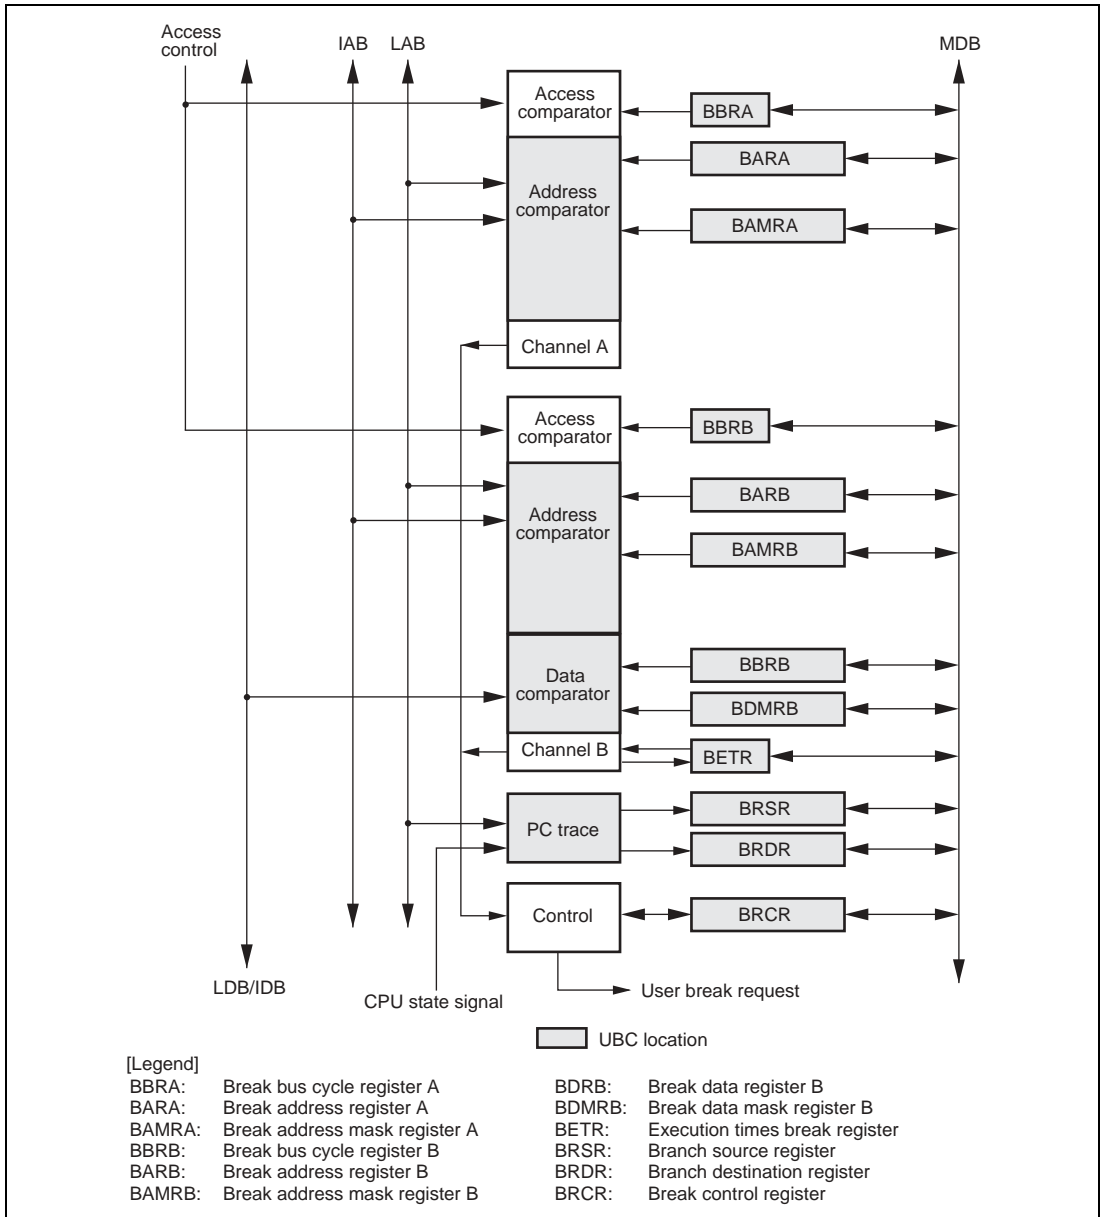 Access
control
IAB
LAB
MDB
Access
comparator
BBRA
BARA
Address
comparator
BAMRA
Channel A
Access
comparator
BBRB
BARB
Address
comparator
BAMRB
BBRB
Data
comparator
BDMRB
Channel B
BETR
BRSR
PC trace
BRDR
Control
BRCR
LDB/IDB
CPU state signal
User break request
UBC location
[Legend]
BBRA: Break bus cycle register A
BARA: Break address register A
BAMRA: Break address mask register A
BBRB: Break bus cycle register B
BARB: Break address register B
BAMRB: Break address mask register B
BDRB: Break data register B
BDMRB: Break data mask register B
BETR: Execution times break register
BRSR: Branch source register
BRDR: Branch destination register
BRCR: Break control register